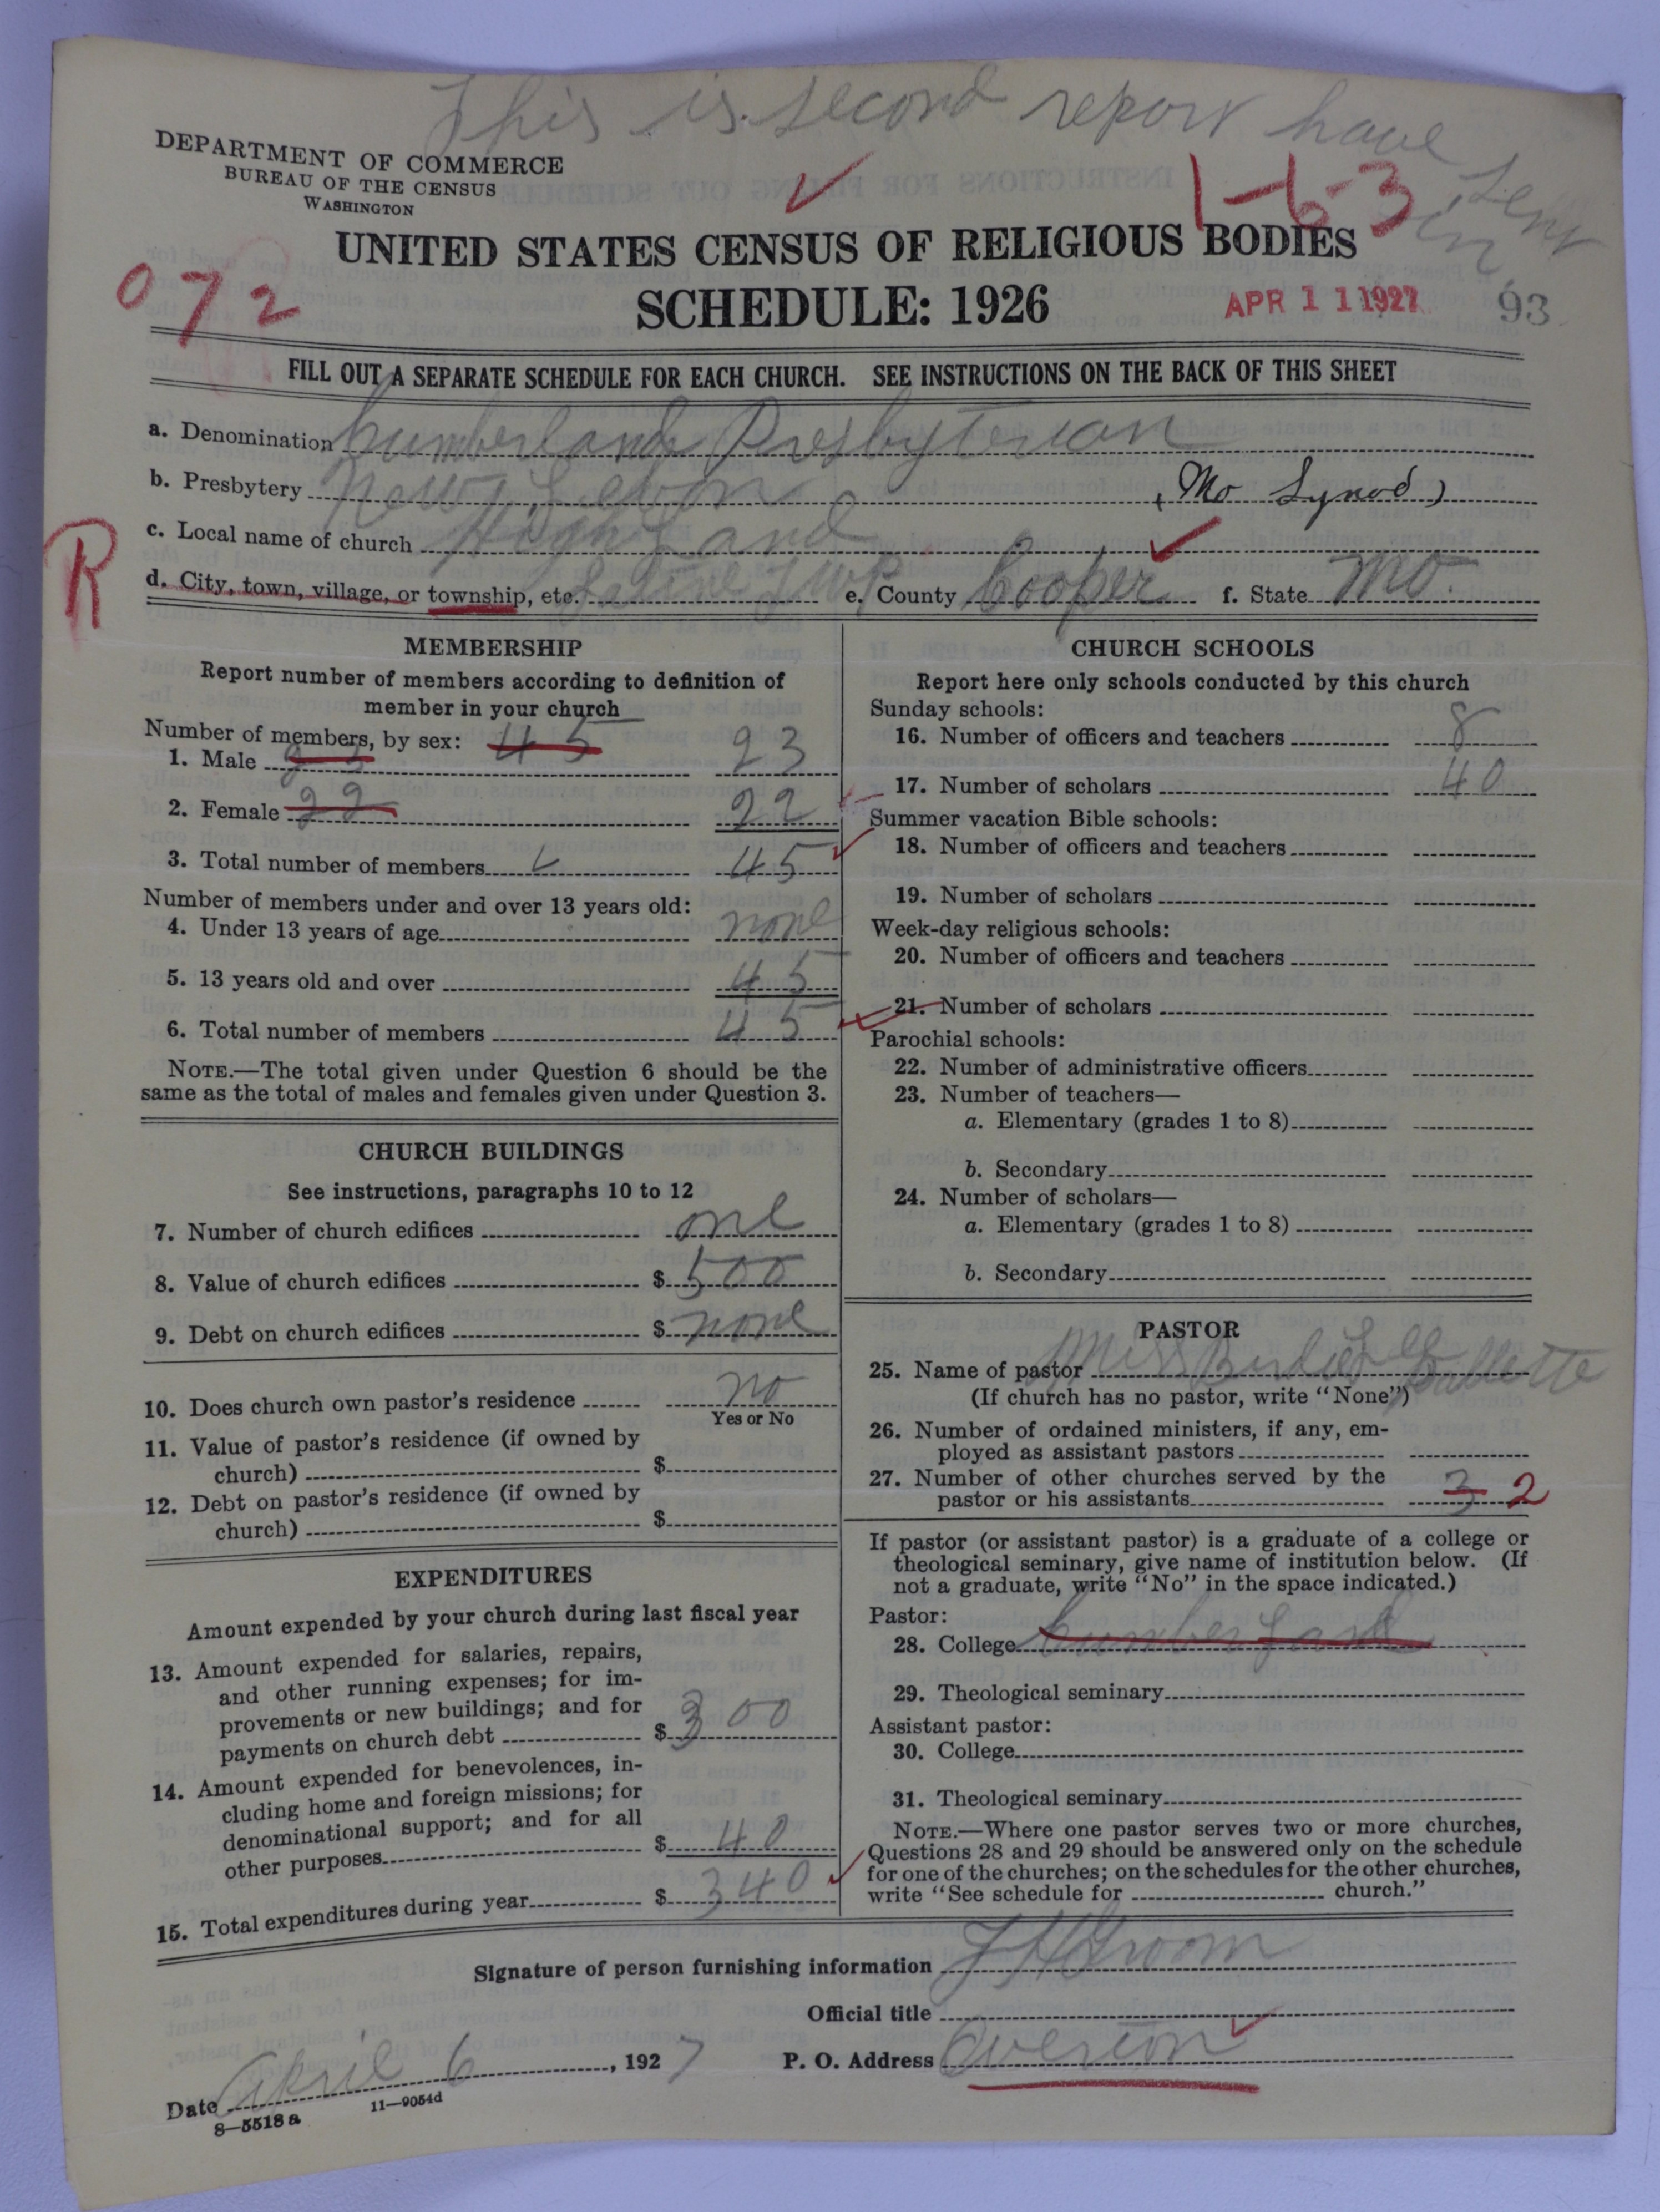 This is second report have
sent
in
DEPARTMENT OF COMMERCE
BUREAU OF THE CENSUS
WASHINGTON
1-6-3
UNITED STATES CENSUS OF RELIGIOUS BODIES
SCHEDULE: 1926
072
APR 11 1927
93
FILL OUT A SEPARATE SCHEDULE FOR EACH CHURCH. SEE INSTRUCTIONS ON THE BACK OF THIS SHEET
a. Denomination Cumberland Presbyterian
b. Presbytery New Lebon (Mo Synod)
c. Local name of church High Land
R
d. City, town, village, or township, etc. Saline Twp e. County Cooper f. State Mo.
MEMBERSHIP
Report number of members according to definition of
member in your church
Number of members, by sex: 45
1. Male 23 23
2. Female 22 22
3. Total number of members 45
Number of members under and over 13 years old:
4. Under 13 years of age none
5. 13 years old and over 45
6. Total number of members 45
NOTE.—The total given under Question 6 should be the
same as the total of males and females given under Question 3.
CHURCH BUILDINGS
See instructions, paragraphs 10 to 12
7. Number of church edifices one
8. Value of church edifices $ 500
9. Debt on church edifices $ none
10. Does church own pastor's residence no
Yes or No
11. Value of pastor's residence (if owned by
church) $
12. Debt on pastor's residence (if owned by
church) $
EXPENDITURES
Amount expended by your church during last fiscal year
13. Amount expended for salaries, repairs,
and other running expenses; for im-
provements or new buildings; and for
payments on church debt $ 300
14. Amount expended for benevolences, in-
cluding home and foreign missions; for
denominational support; and for all
other purposes $ 40
15. Total expenditures during year $ 340
CHURCH SCHOOLS
Report here only schools conducted by this church
Sunday schools:
16. Number of officers and teachers 8
17. Number of scholars 40
Summer vacation Bible schools:
18. Number of officers and teachers
19. Number of scholars
Week-day religious schools:
20. Number of officers and teachers
21. Number of scholars
Parochial schools:
22. Number of administrative officers
23. Number of teachers—
a. Elementary (grades 1 to 8)
b. Secondary
24. Number of scholars—
a. Elementary (grades 1 to 8)
b. Secondary
PASTOR
25. Name of pastor Miss Birdie
(If church has no pastor, write "None")
26. Number of ordained ministers, if any, em-
ployed as assistant pastors
27. Number of other churches served by the
pastor or his assistants 3 2
If pastor (or assistant pastor) is a graduate of a college or
theological seminary, give name of institution below. (If
not a graduate, write "No" in the space indicated.)
Pastor:
28. College Cumberland
29. Theological seminary
Assistant pastor:
30. College
31. Theological seminary
NOTE.—Where one pastor serves two or more churches,
Questions 28 and 29 should be answered only on the schedule
for one of the churches; on the schedules for the other churches,
write "See schedule for church."
Signature of person furnishing information J H Groom
Official title
Date April 6, 1927 P. O. Address Overton
8—5518 a 11—9054d